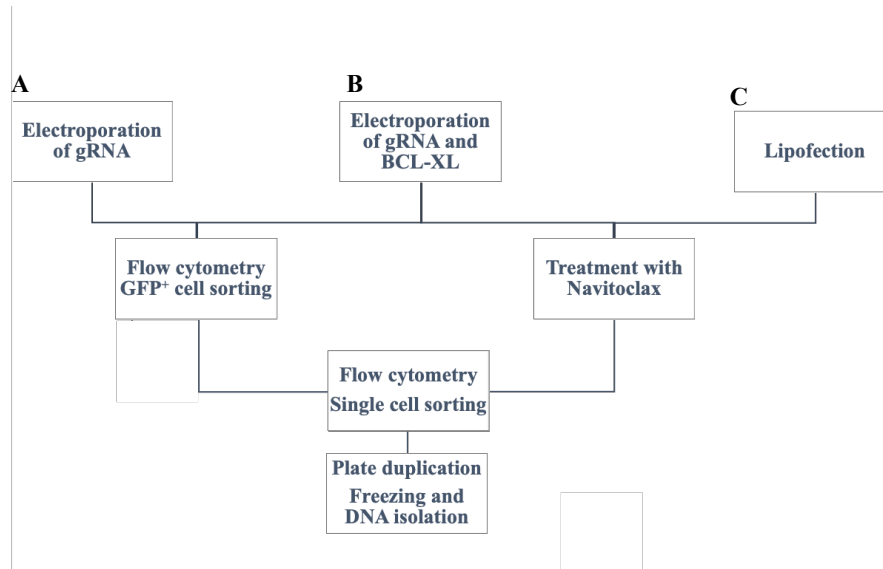 A
B
C
Electroporation
of gRNA
Electroporation
of gRNA and
BCL-XL
Lipofection
Flow cytometry
GFP⁺ cell sorting
Treatment with
Navitoclax
Flow cytometry
Single cell sorting
Plate duplication
Freezing and
DNA isolation